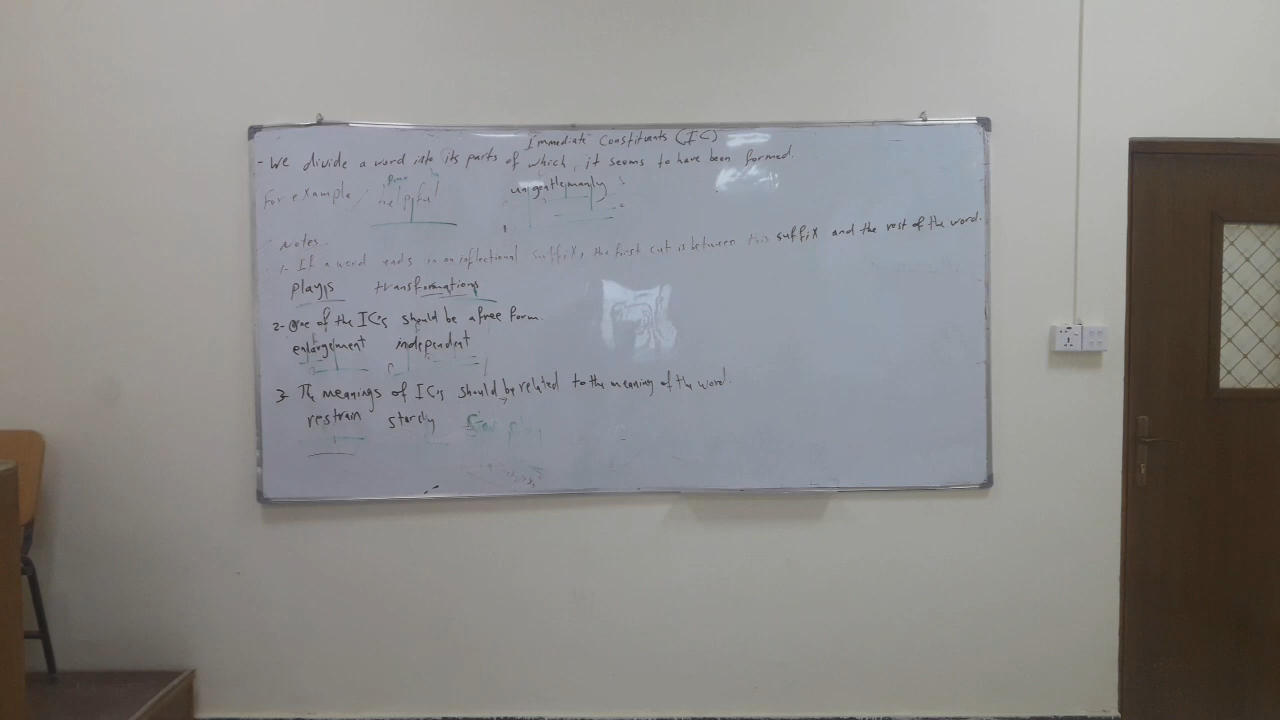 Immediate Constituents (IC)
- We divide a word into its parts of which, it seems to have been formed.
For example / helpful ungentlemanly
Notes
1- If a word ends in an inflectional suffix, the first cut is between this suffix and the rest of the word.
play|s transformations
2- One of the ICs should be a free form.
enlargement independent
3- The meanings of ICs should be related to the meaning of the word.
restrain starchy